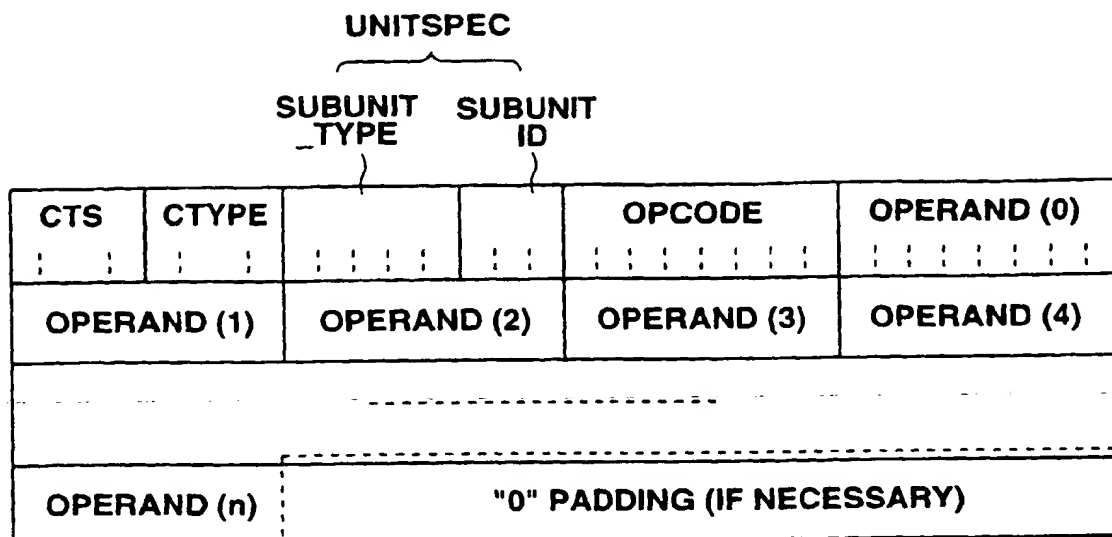 UNITSPEC
SUBUNIT SUBUNIT
_TYPE ID
CTS CTYPE OPCODE OPERAND (0)
OPERAND (1) OPERAND (2) OPERAND (3) OPERAND (4)
OPERAND (n) "0" PADDING (IF NECESSARY)